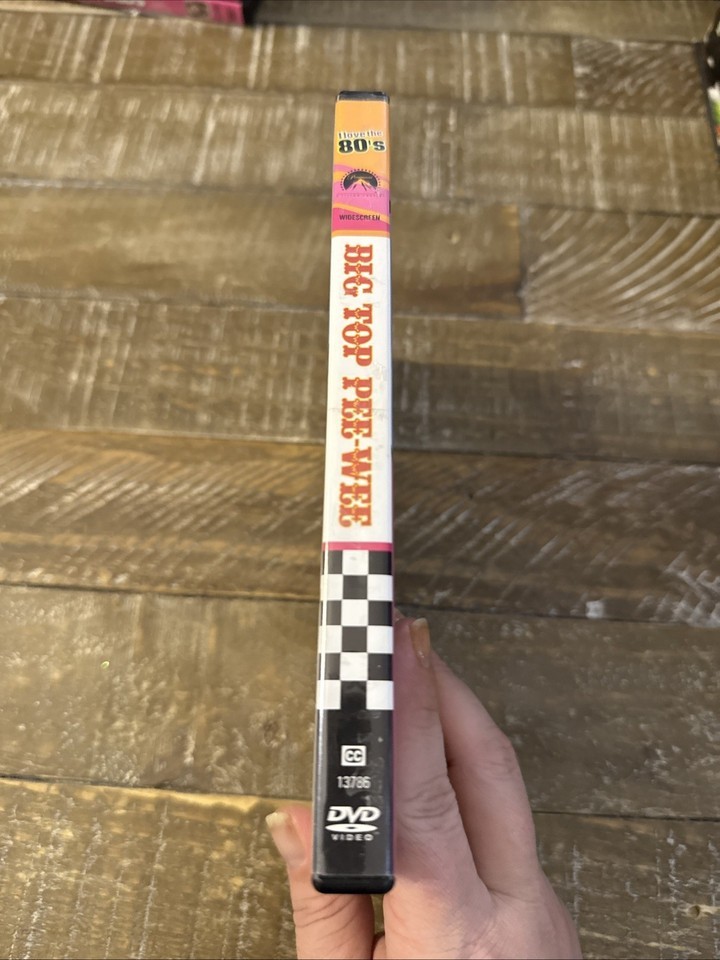 I love the
80's
WIDESCREEN
BIG TOP PEE-WEE
CC
13786
DVD
VIDEO